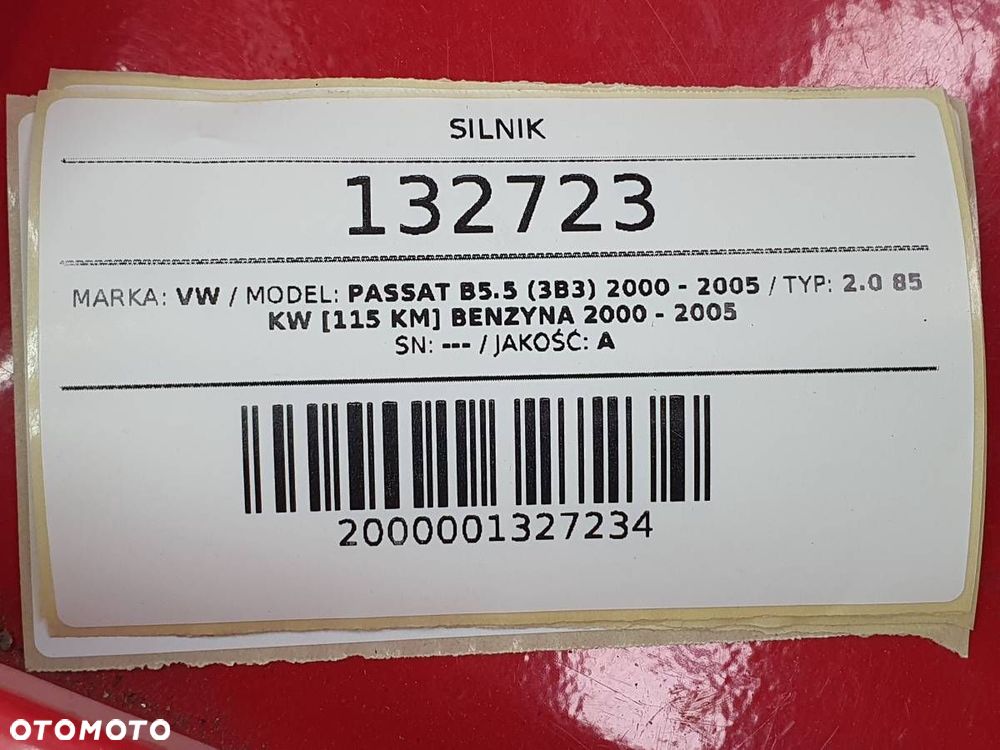 SILNIK
132723
MARKA: VW / MODEL: PASSAT B5.5 (3B3) 2000 - 2005 / TYP: 2.0 85
KW [115 KM] BENZYNA 2000 - 2005
SN: --- / JAKOŚĆ: A
2000001327234
OTOMOTO